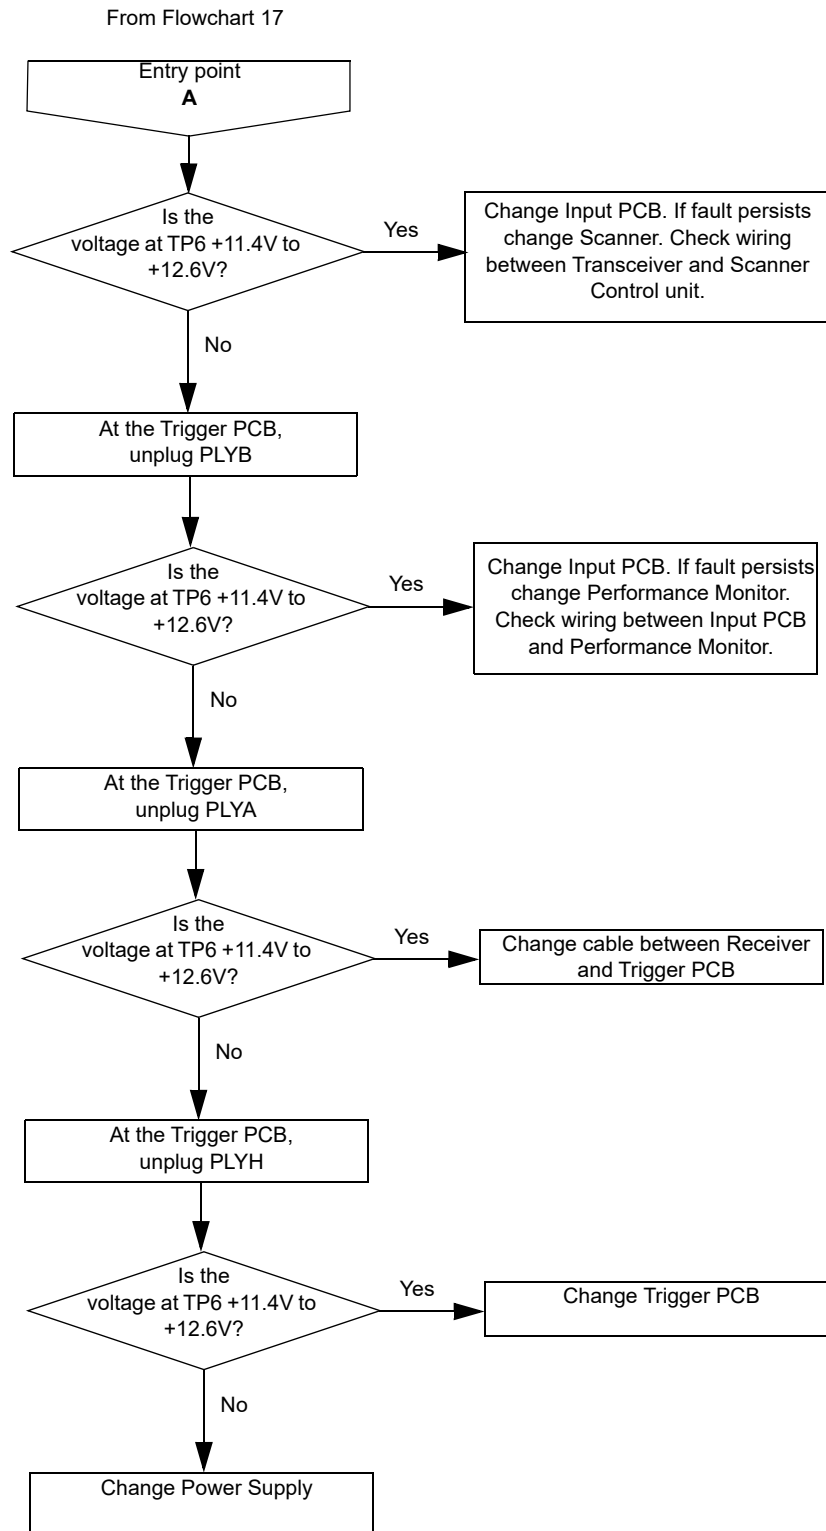 From Flowchart 17
Entry point
A
Is the
voltage at TP6 +11.4V to
+12.6V?
Yes
Change Input PCB. If fault persists
change Scanner. Check wiring
between Transceiver and Scanner
Control unit.
No
At the Trigger PCB,
unplug PLYB
Is the
voltage at TP6 +11.4V to
+12.6V?
Yes
Change Input PCB. If fault persists
change Performance Monitor.
Check wiring between Input PCB
and Performance Monitor.
No
At the Trigger PCB,
unplug PLYA
Is the
voltage at TP6 +11.4V to
+12.6V?
Yes
Change cable between Receiver
and Trigger PCB
No
At the Trigger PCB,
unplug PLYH
Is the
voltage at TP6 +11.4V to
+12.6V?
Yes
Change Trigger PCB
No
Change Power Supply